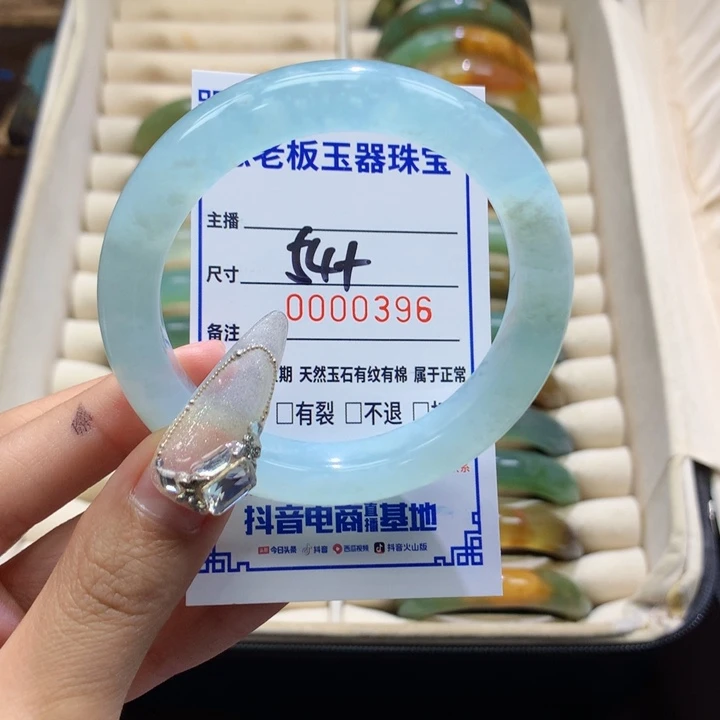 老板玉器珠宝
主播
尺寸 54+
0000396
备注
期 天然玉石有纹有棉 属于正常
□有裂 □不退 □
抖音电商直播基地
今日头条 抖音 西瓜视频 抖音火山版